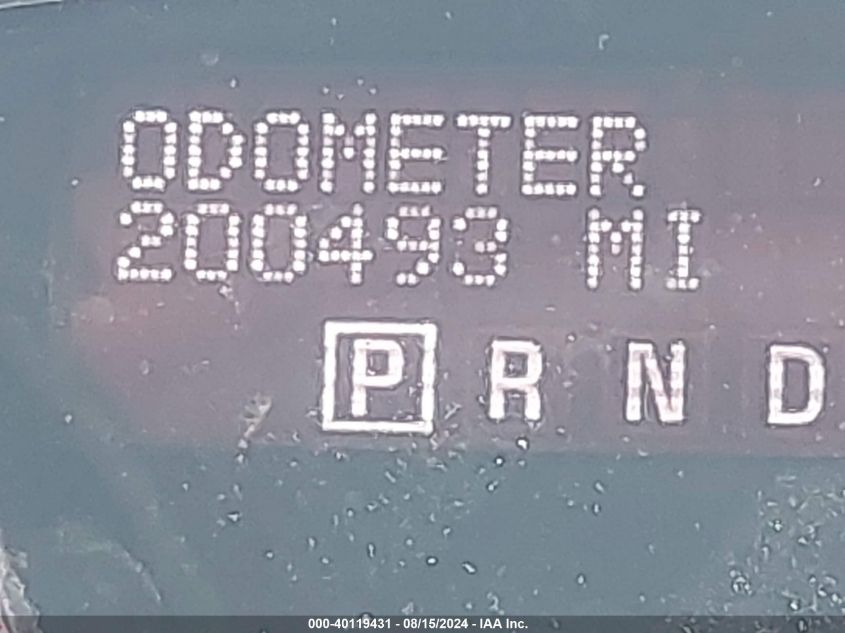 ODOMETER
200493 MI
P R N D
000-40119431 - 08/15/2024 - IAA Inc.